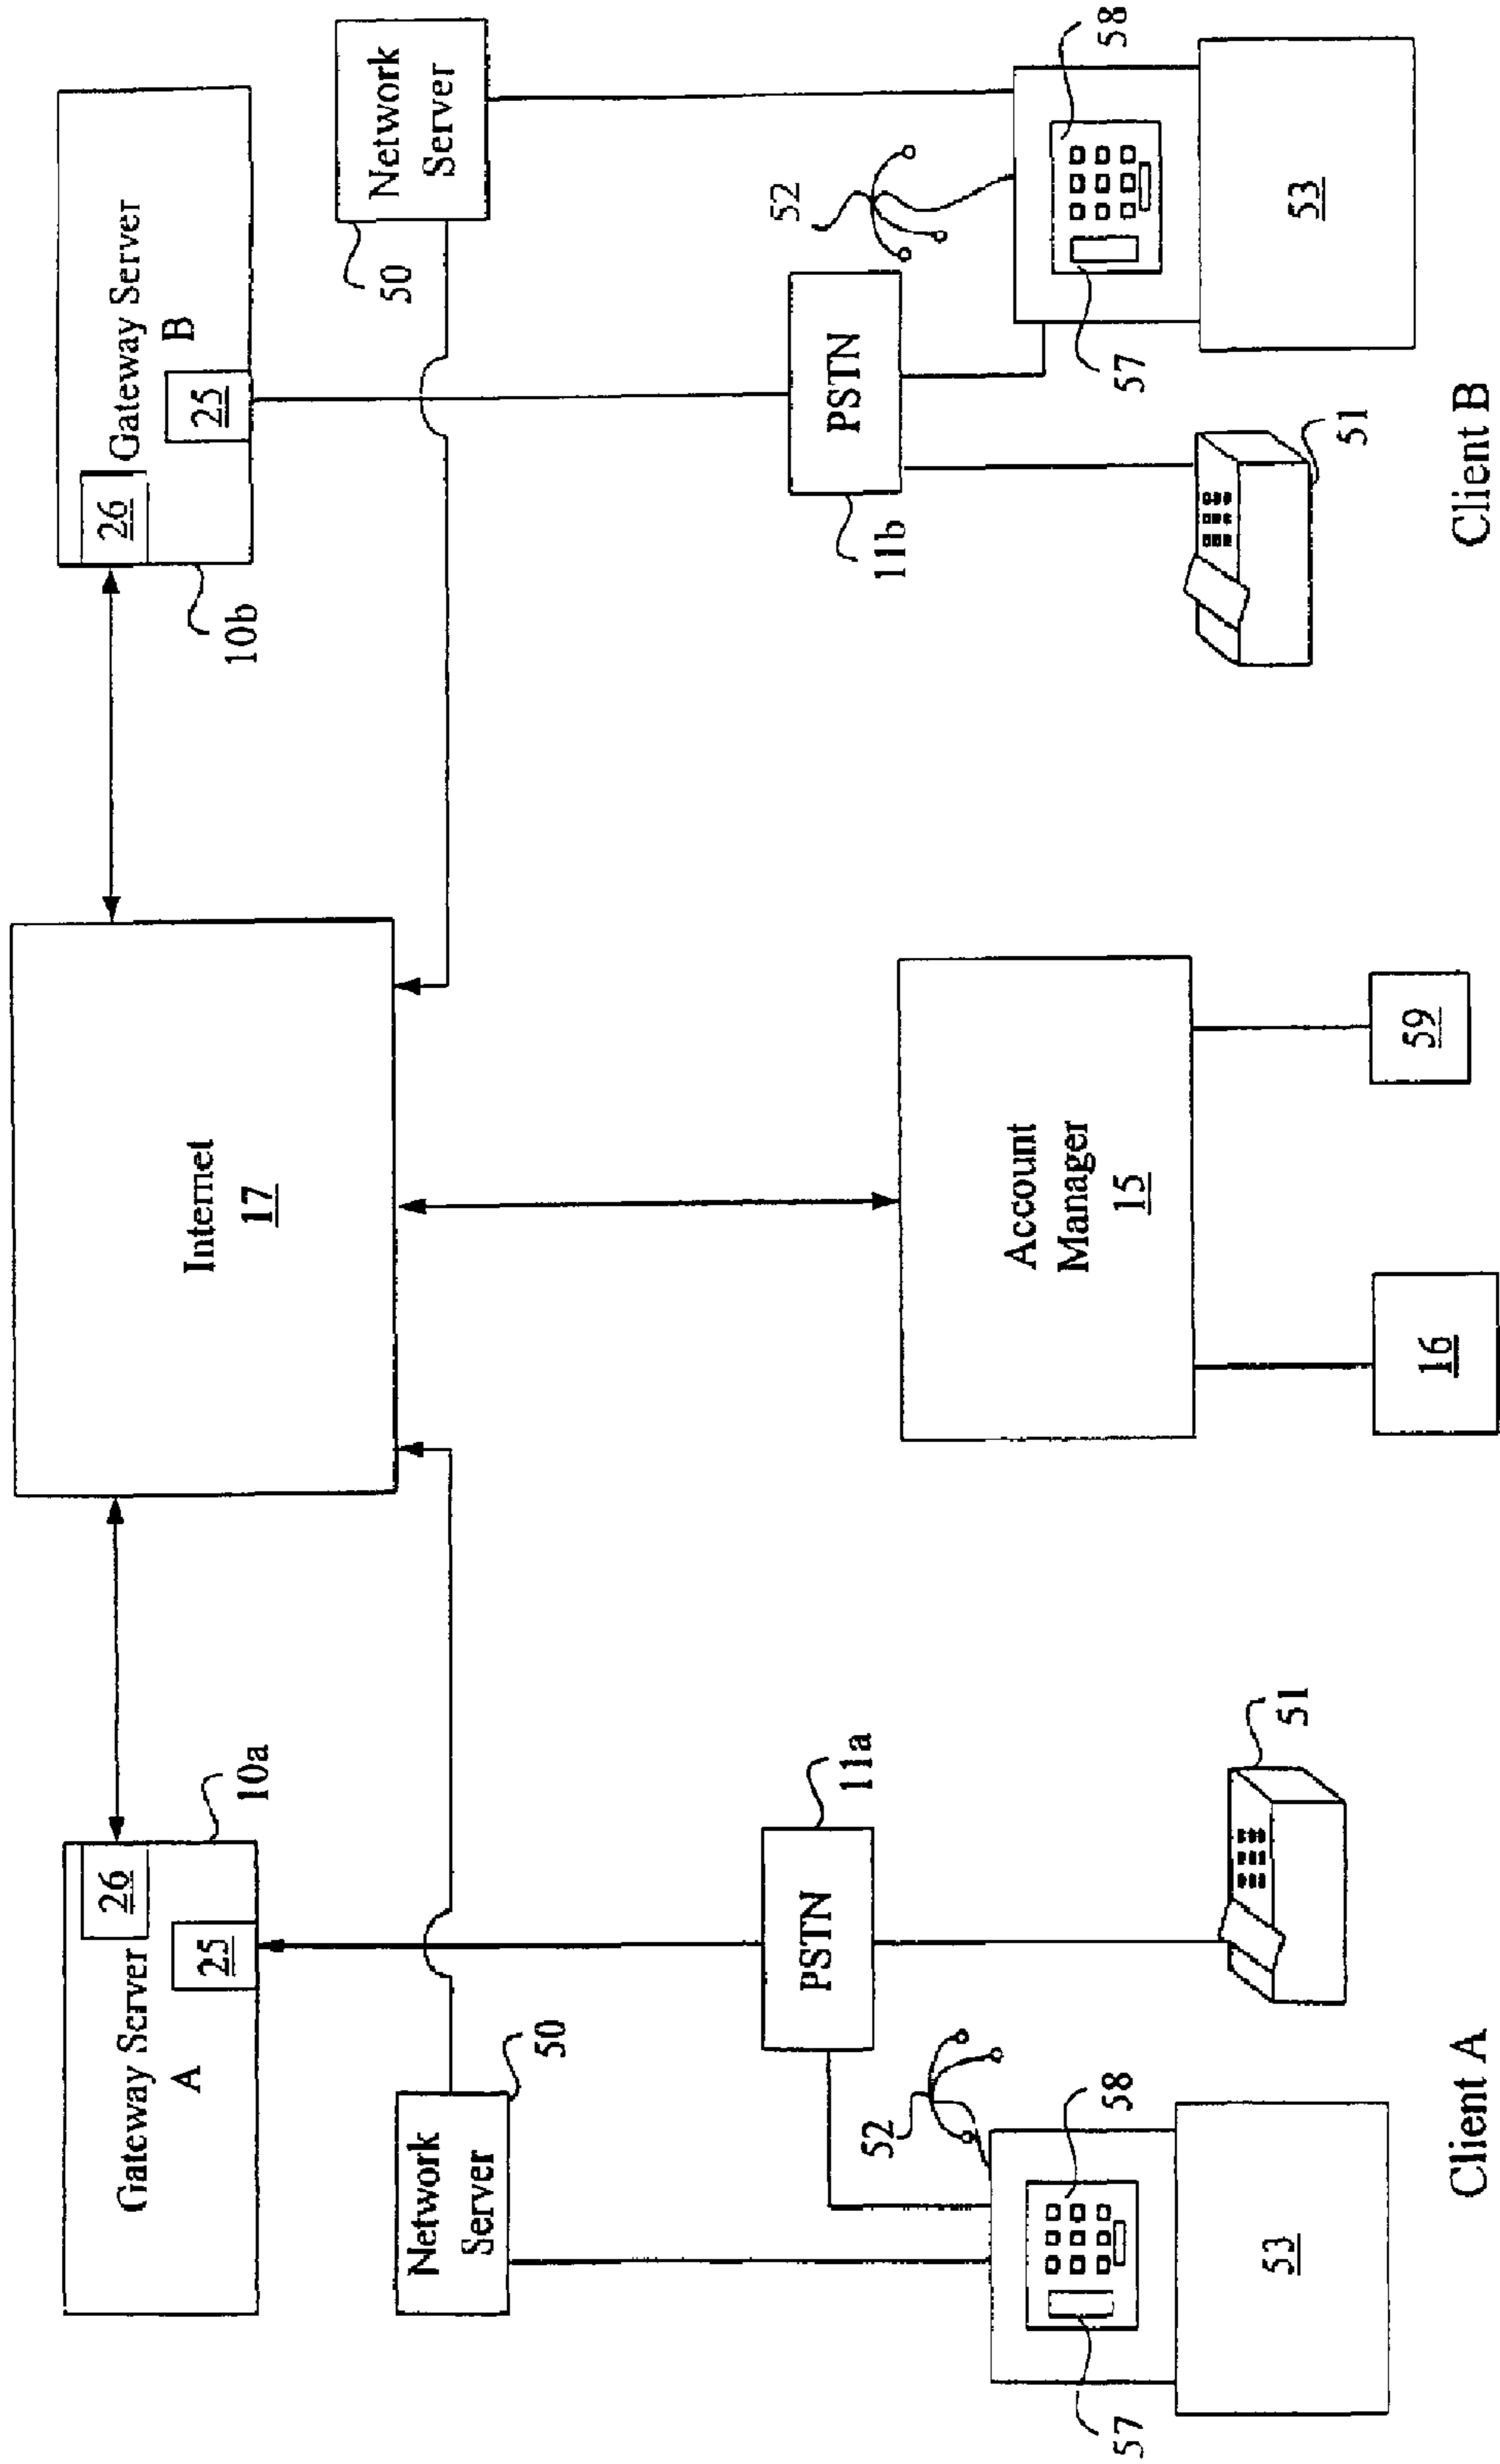 Gateway Server
A
26
25
10a
Internet
17
Gateway Server
B
26
25
10b
Network
Server
50
Network
Server
50
PSTN
11a
PSTN
11b
52
52
57
58
53
51
Account
Manager
15
16
59
51
57
58
53
Client A
Client B